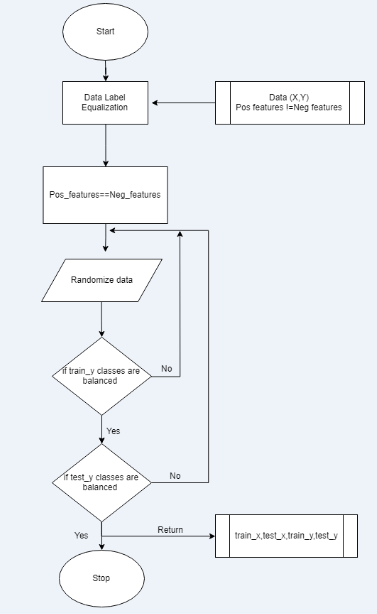 Start
Data Label
Equalization
Data (X,Y)
Pos features !=Neg features
Pos_features==Neg_features
Randomize data
if train_y classes are
balanced
No
Yes
if test_y classes are
balanced
No
Yes
Return
train_x,test_x,train_y,test_y
Stop